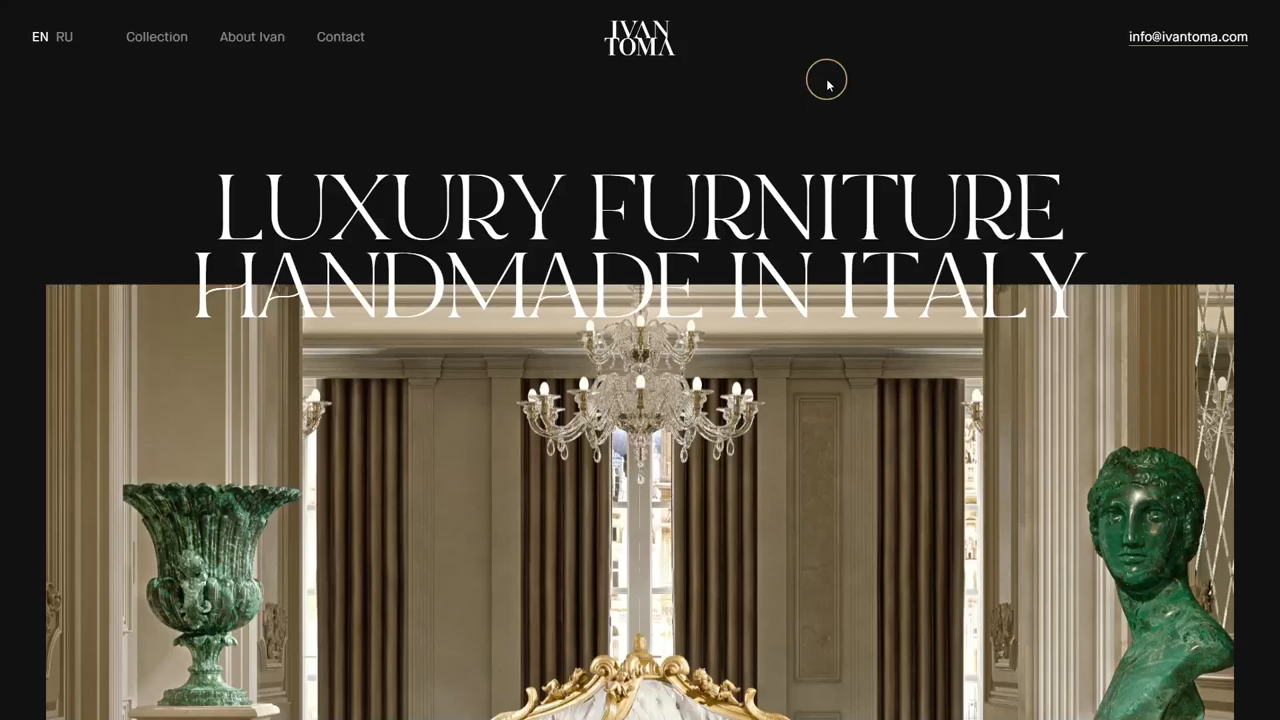 EN RU Collection About Ivan Contact
IVAN
TOMA
info@ivantoma.com
LUXURY FURNITURE
HANDMADE IN ITALY